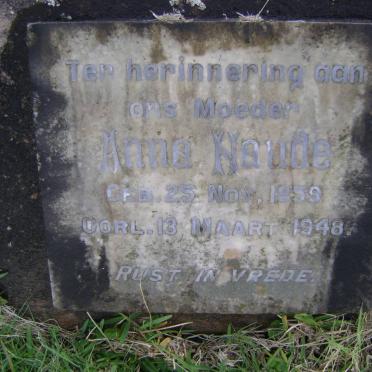 Ter herinnering aan
ons Moeder
Anna Naude
GEB. 25 NOV. 1859
OORL. 13 MAART 1948.
RUST IN VREDE.